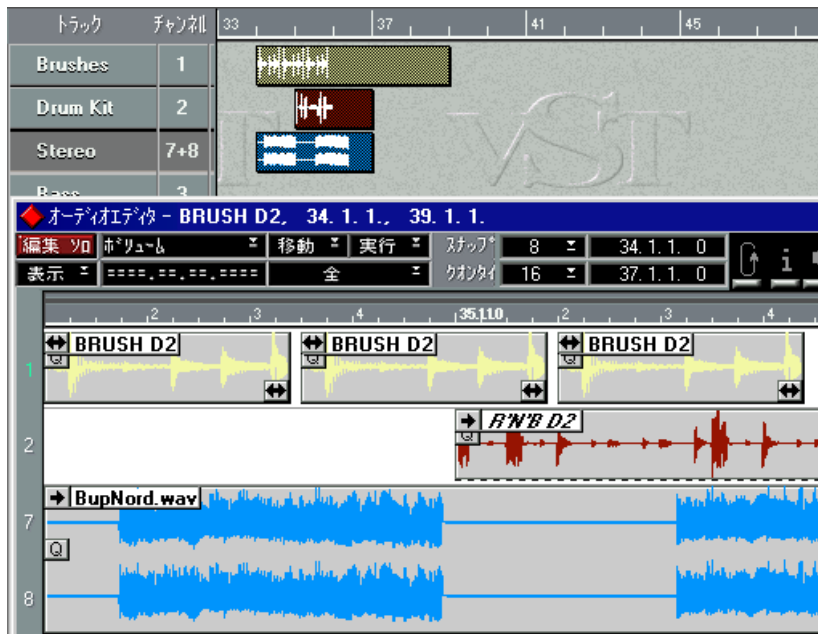 トラック チャンネル 33 37 41 45
Brushes 1
Drum Kit 2
Stereo 7+8
Bass 3
VST
オーディオエディタ - BRUSH D2, 34. 1. 1., 39. 1. 1.
編集 ソロ ボリューム 移動 実行 スナップ 8 34. 1. 1. 0
表示 ====.==.==.==== 全 クオンタイ 16 37. 1. 1. 0
i
2 3 4 35.1.1.0 2 3 4
1 BRUSH D2 BRUSH D2 BRUSH D2
Q Q Q
2 R'N'B D2
Q
BupNord.wav
7
Q
8